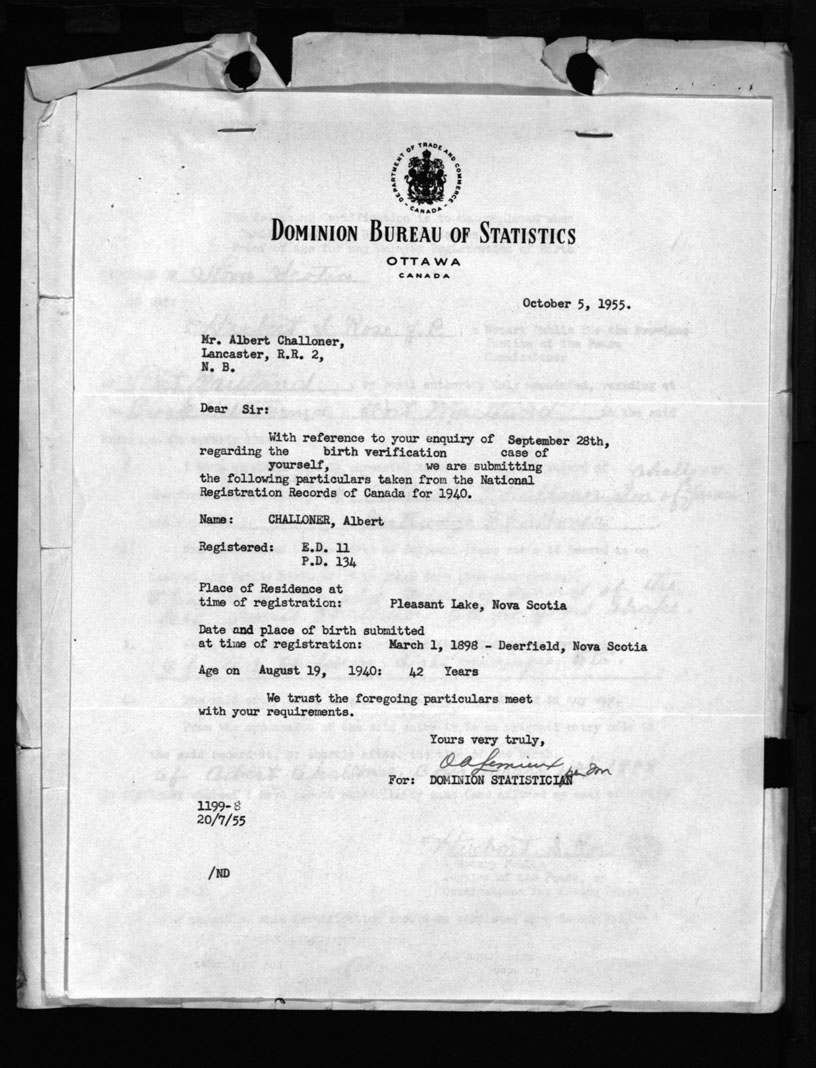 DEPARTMENT OF TRADE AND COMMERCE
- CANADA -
DOMINION BUREAU OF STATISTICS
OTTAWA
CANADA
October 5, 1955.
Mr. Albert Challoner,
Lancaster, R.R. 2,
N. B.
Dear Sir:
With reference to your enquiry of September 28th,
regarding the birth verification case of
yourself, we are submitting
the following particulars taken from the National
Registration Records of Canada for 1940.
Name: CHALLONER, Albert
Registered: E.D. 11
P.D. 134
Place of Residence at
time of registration: Pleasant Lake, Nova Scotia
Date and place of birth submitted
at time of registration: March 1, 1898 - Deerfield, Nova Scotia
Age on August 19, 1940: 42 Years
We trust the foregoing particulars meet
with your requirements.
Yours very truly,
O A Lemieux
For: DOMINION STATISTICIAN
1199-8
20/7/55
/ND